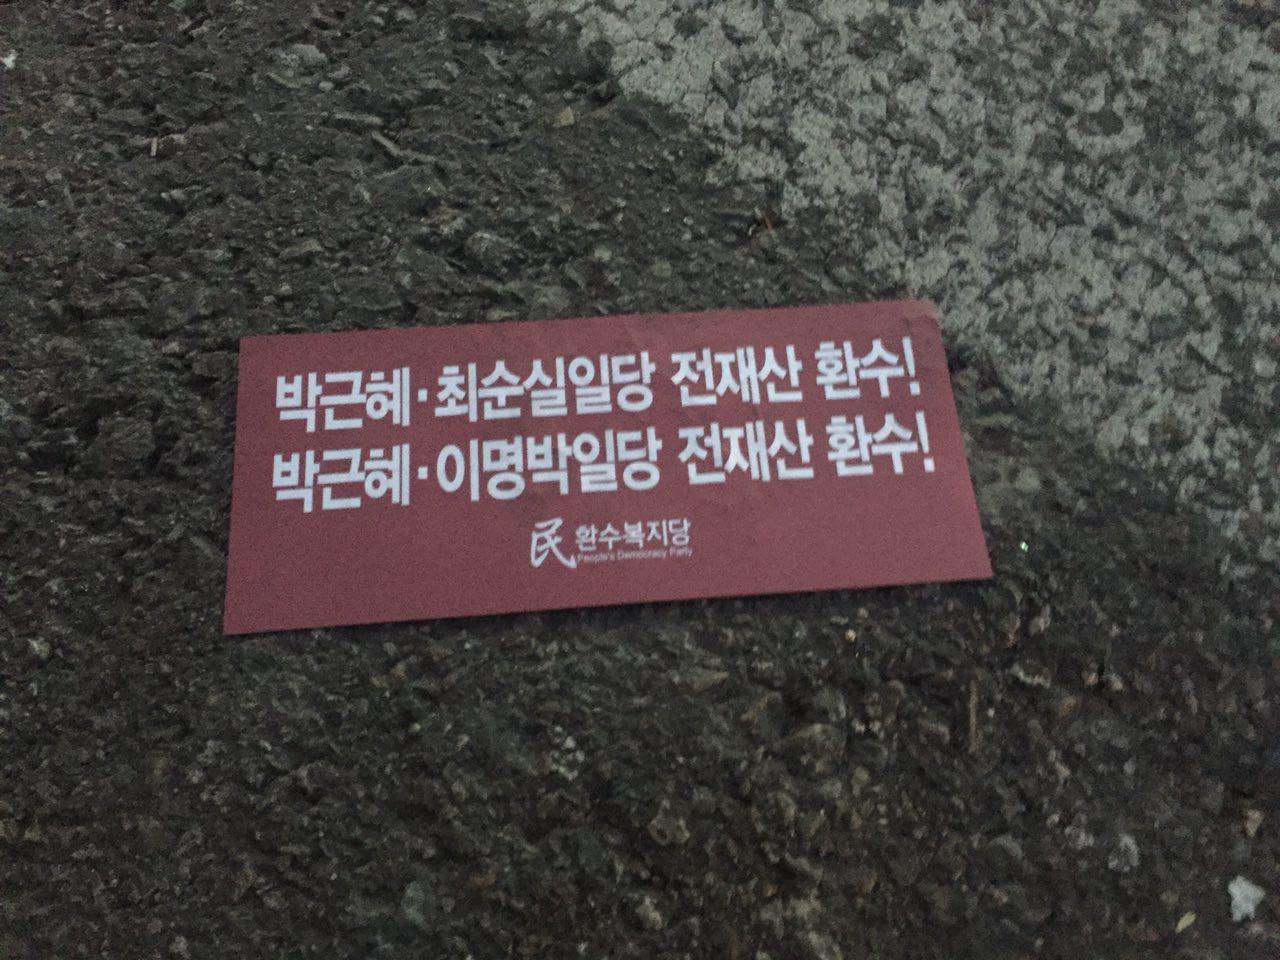 박근혜·최순실일당 전재산 환수!
박근혜·이명박일당 전재산 환수!
民 환수복지당
People's Democracy Party